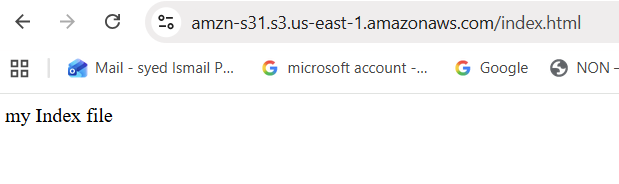 amzn-s31.s3.us-east-1.amazonaws.com/index.html
Mail - syed Ismail P... microsoft account -... Google NON -
my Index file